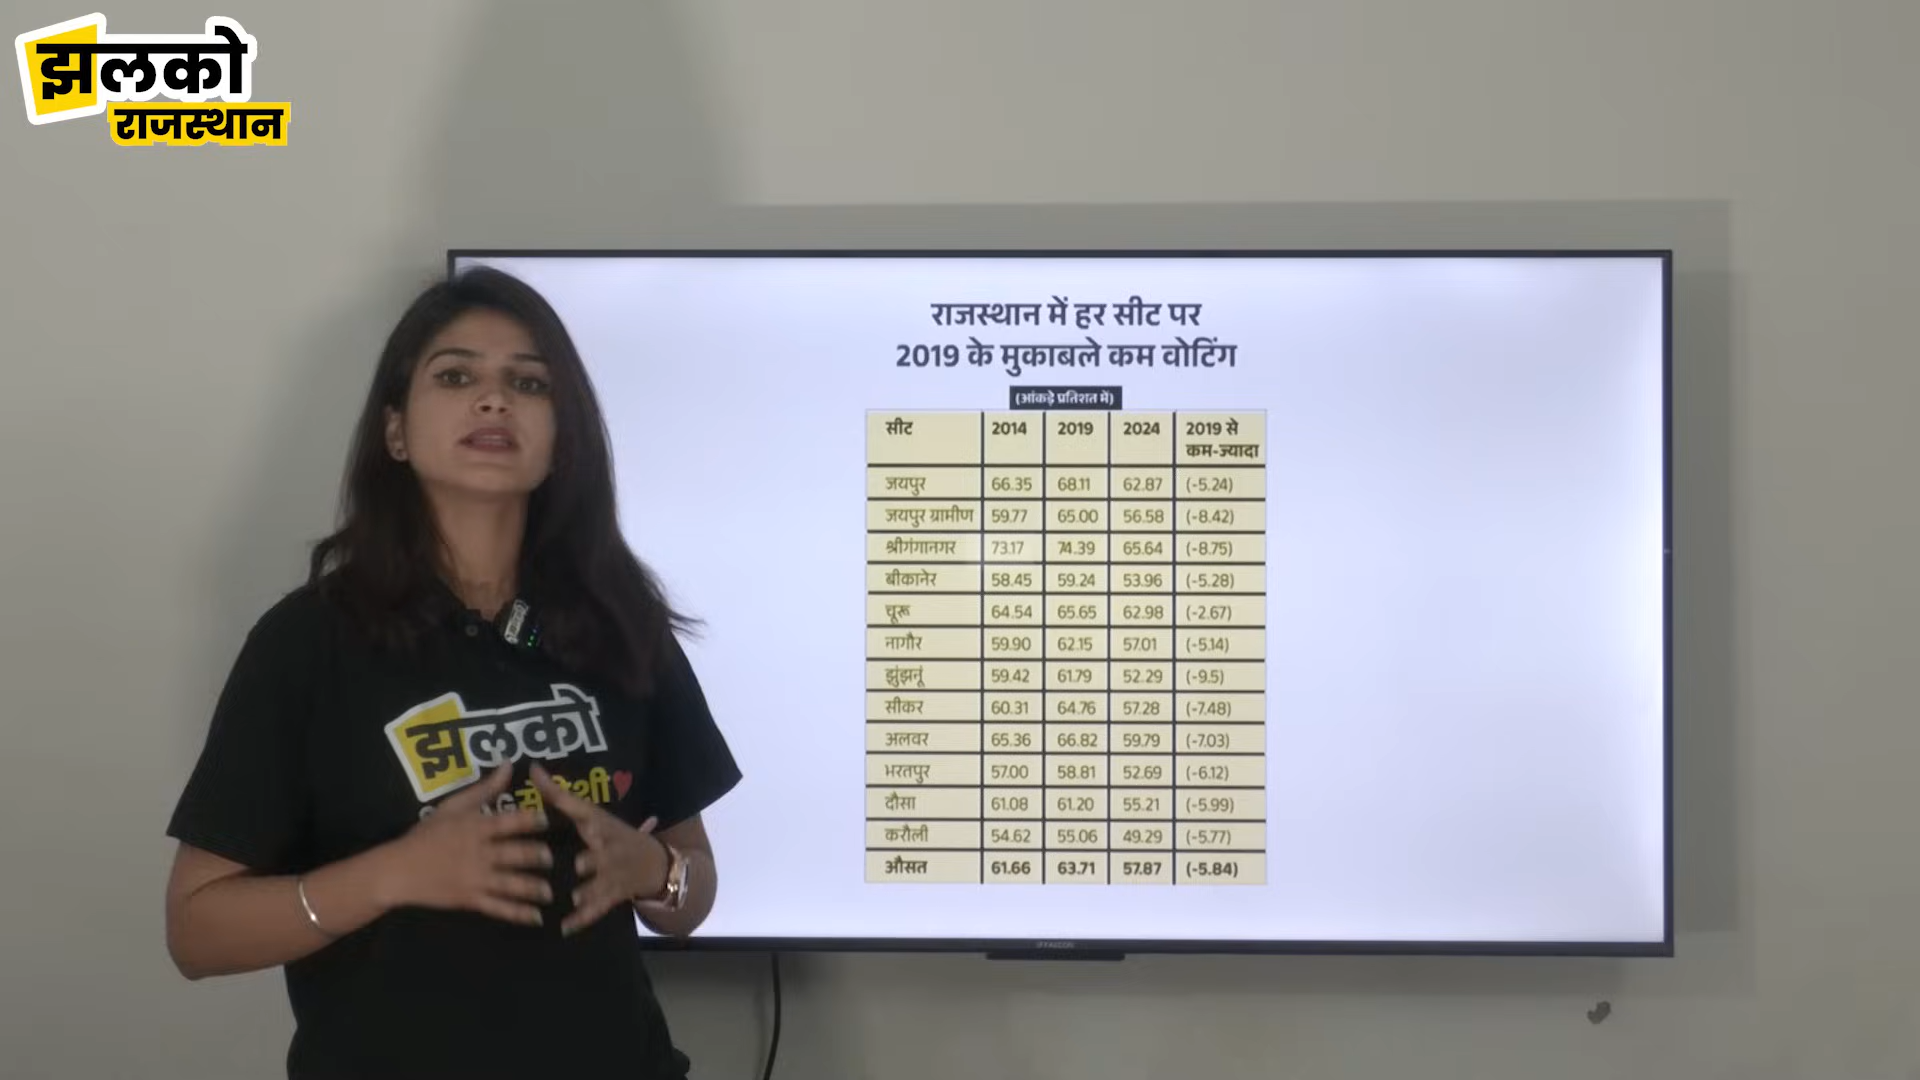 झलको
राजस्थान
राजस्थान में हर सीट पर
2019 के मुकाबले कम वोटिंग
(आंकड़े प्रतिशत में)
सीट 2014 2019 2024 2019 से कम-ज्यादा
जयपुर 66.35 68.11 62.87 (-5.24)
जयपुर ग्रामीण 59.77 65.00 56.58 (-8.42)
श्रीगंगानगर 73.17 74.39 65.64 (-8.75)
बीकानेर 58.45 59.24 53.96 (-5.28)
चूरू 64.54 65.65 62.98 (-2.67)
नागौर 59.90 62.15 57.01 (-5.14)
झुंझनूं 59.42 61.79 52.29 (-9.5)
सीकर 60.31 64.76 57.28 (-7.48)
अलवर 65.36 66.82 59.79 (-7.03)
भरतपुर 57.00 58.81 52.69 (-6.12)
दौसा 61.08 61.20 55.21 (-5.99)
करौली 54.62 55.06 49.29 (-5.77)
औसत 61.66 63.71 57.87 (-5.84)
झलको